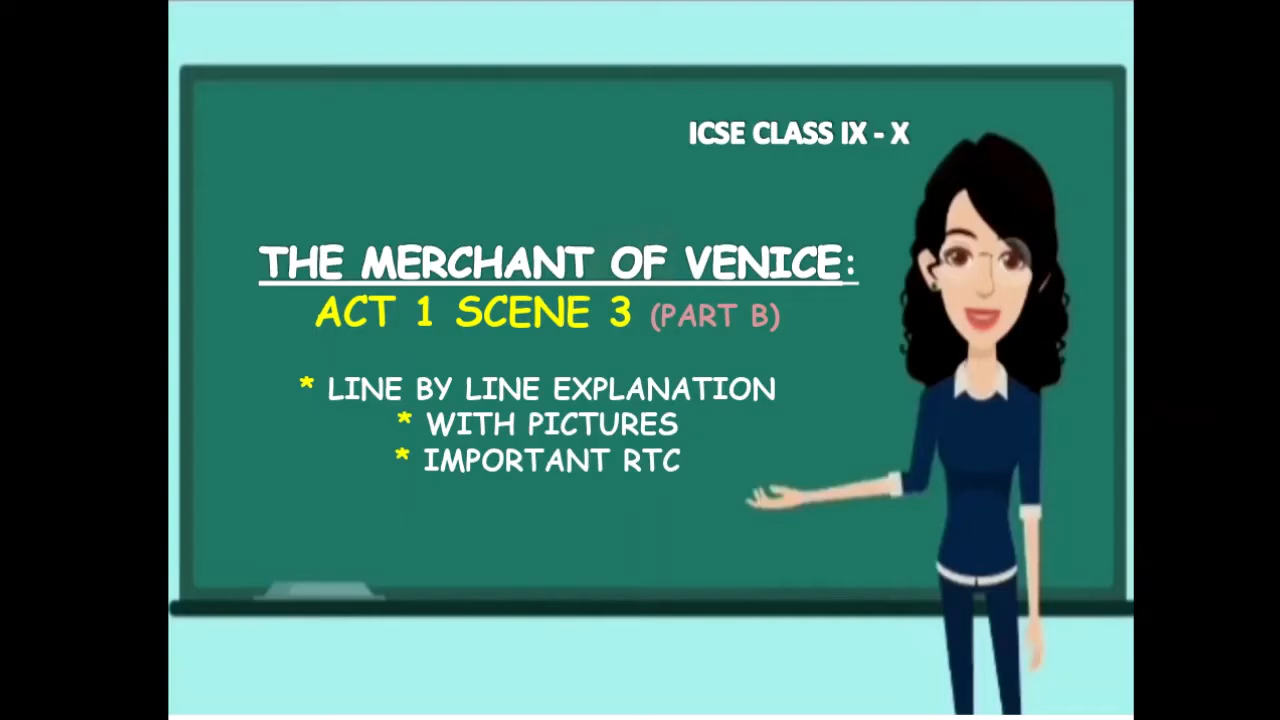 ICSE CLASS IX - X
THE MERCHANT OF VENICE:
ACT 1 SCENE 3 (PART B)
* LINE BY LINE EXPLANATION
* WITH PICTURES
* IMPORTANT RTC